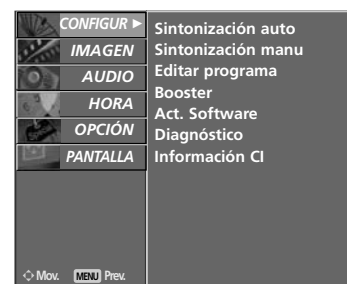 CONFIGUR ►
IMAGEN
AUDIO
HORA
OPCIÓN
PANTALLA
Sintonización auto
Sintonización manu
Editar programa
Booster
Act. Software
Diagnóstico
Información CI
Mov. MENU Prev.